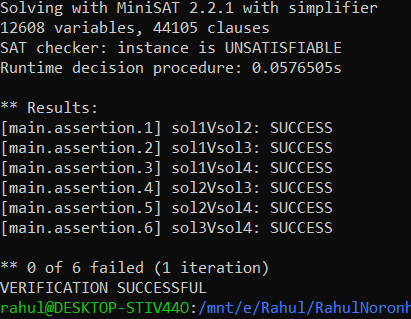 Solving with MiniSAT 2.2.1 with simplifier
12608 variables, 44105 clauses
SAT checker: instance is UNSATISFIABLE
Runtime decision procedure: 0.0576505s
** Results:
[main.assertion.1] sol1Vsol2: SUCCESS
[main.assertion.2] sol1Vsol3: SUCCESS
[main.assertion.3] sol1Vsol4: SUCCESS
[main.assertion.4] sol2Vsol3: SUCCESS
[main.assertion.5] sol2Vsol4: SUCCESS
[main.assertion.6] sol3Vsol4: SUCCESS
** 0 of 6 failed (1 iteration)
VERIFICATION SUCCESSFUL
rahul@DESKTOP-STIV44O:/mnt/e/Rahul/RahulNoronh